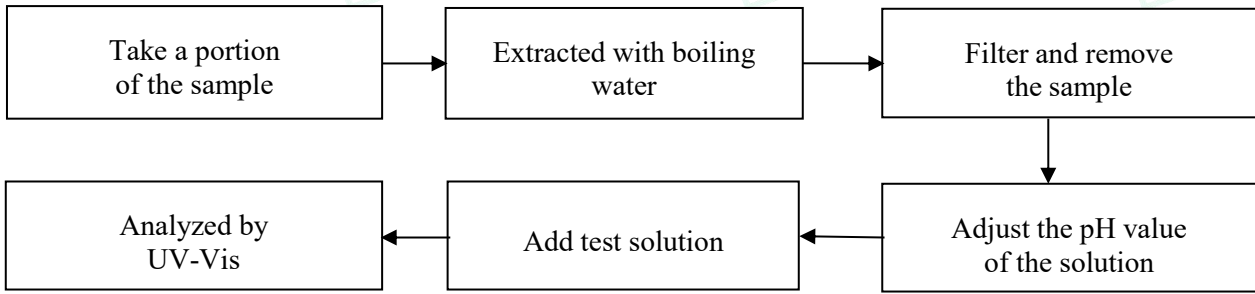 Take a portion
of the sample
Extracted with boiling
water
Filter and remove
the sample
Adjust the pH value
of the solution
Add test solution
Analyzed by
UV-Vis